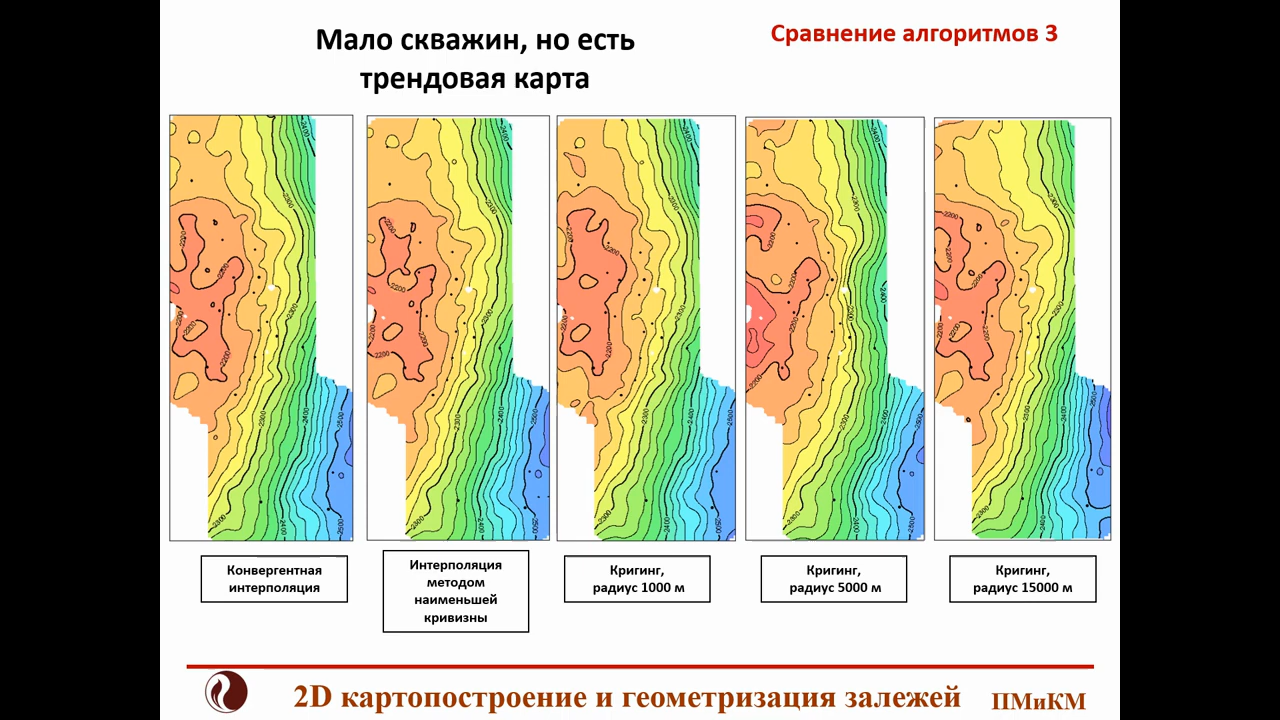 Мало скважин, но есть
трендовая карта
Сравнение алгоритмов 3
Конвергентная
интерполяция
Интерполяция
методом
наименьшей
кривизны
Кригинг,
радиус 1000 м
Кригинг,
радиус 5000 м
Кригинг,
радиус 15000 м
2D картопостроение и геометризация залежей
ПМиКМ